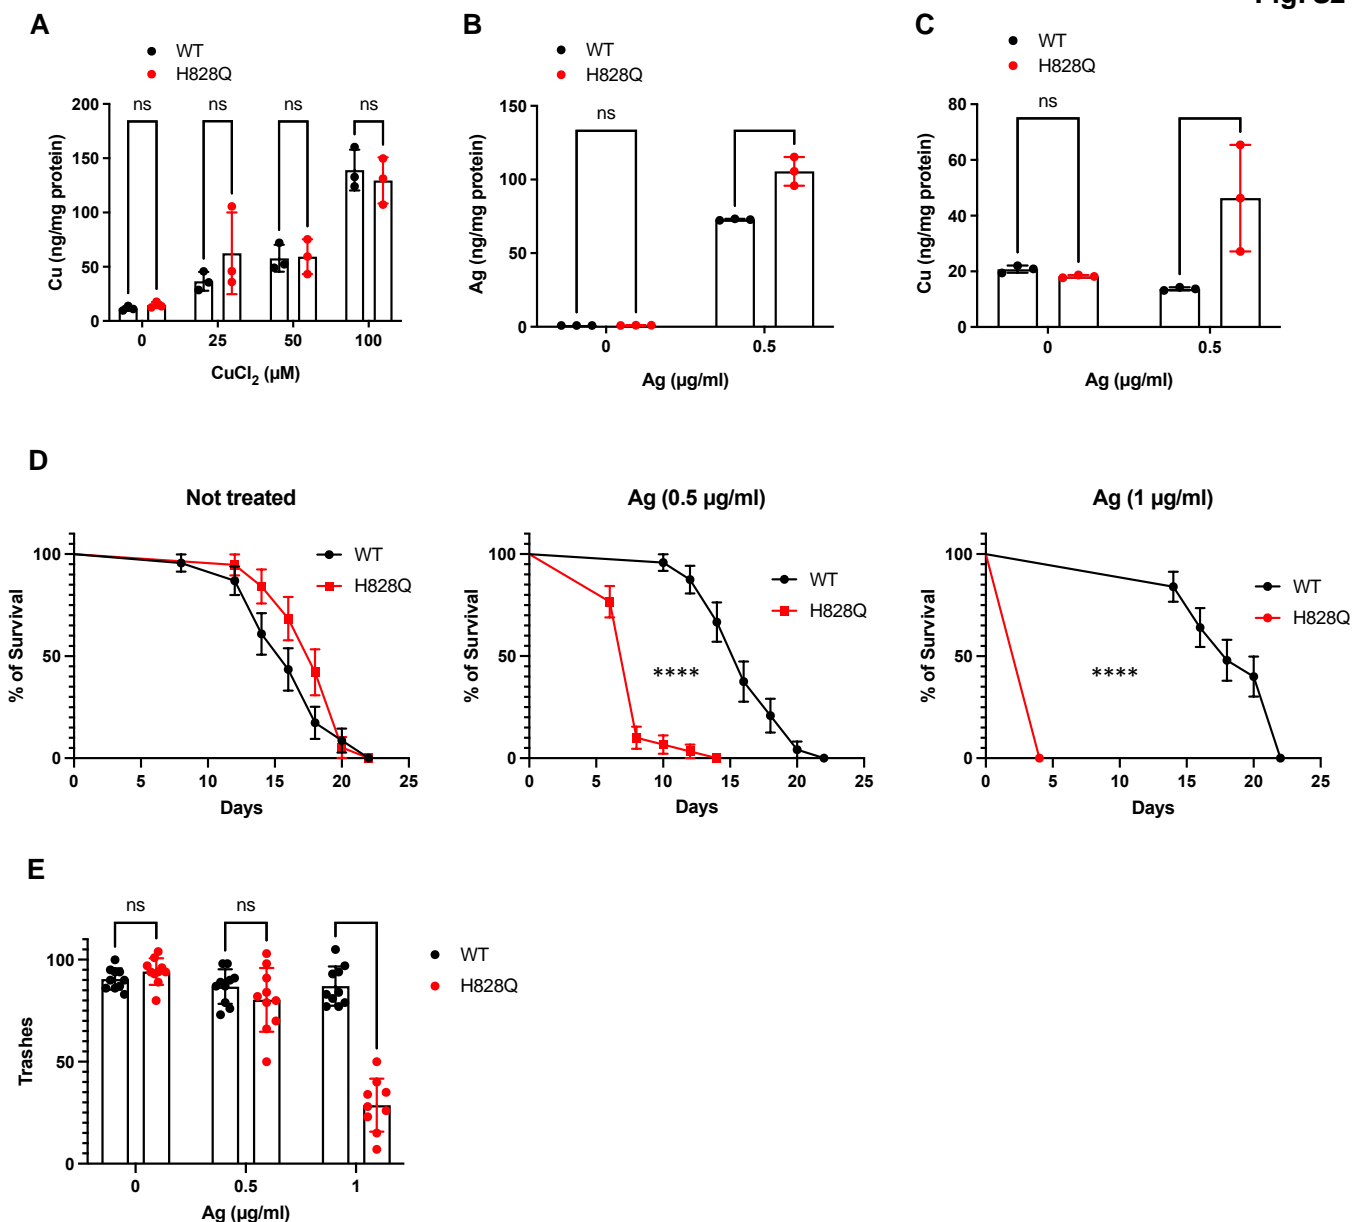 A
WT
H828Q
ns
ns
ns
ns
200
150
100
50
0
Cu (ng/mg protein)
0
25
50
100
CuCl2 (µM)
B
WT
H828Q
ns
150
100
50
0
Ag (ng/mg protein)
0
0.5
Ag (µg/ml)
C
WT
H828Q
ns
80
60
40
20
0
Cu (ng/mg protein)
0
0.5
Ag (µg/ml)
D
Not treated
WT
H828Q
100
50
0
% of Survival
0
5
10
15
20
25
Days
Ag (0.5 µg/ml)
WT
H828Q
100
50
0
% of Survival
****
0
5
10
15
20
25
Days
Ag (1 µg/ml)
WT
H828Q
100
50
0
% of Survival
****
0
5
10
15
20
25
Days
E
ns
ns
WT
H828Q
100
50
0
Trashes
0
0.5
1
Ag (µg/ml)